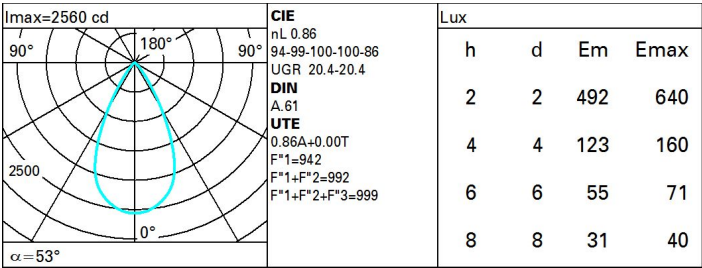 Imax=2560 cd
90°
180°
90°
2500
0°
α=53°
CIE
nL 0.86
94-99-100-100-86
UGR 20.4-20.4
DIN
A.61
UTE
0.86A+0.00T
F"1=942
F"1+F"2=992
F"1+F"2+F"3=999
Lux
h d Em Emax
2 2 492 640
4 4 123 160
6 6 55 71
8 8 31 40